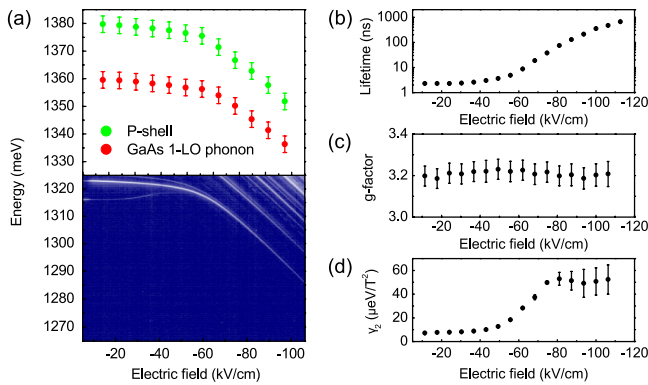 (a)
1380
1370
1360
1350
1340
1330
P-shell
GaAs 1-LO phonon
Energy (meV)
1320
1310
1300
1290
1280
1270
-20 -40 -60 -80 -100
Electric field (kV/cm)
(b)
Lifetime (ns)
1000
100
10
1
0 -20 -40 -60 -80 -100 -120
Electric field (kV/cm)
(c)
g-factor
3.4
3.2
3.0
0 -20 -40 -60 -80 -100 -120
Electric field (kV/cm)
(d)
γ₂ (μeV/T²)
60
40
20
0
0 -20 -40 -60 -80 -100 -120
Electric field (kV/cm)